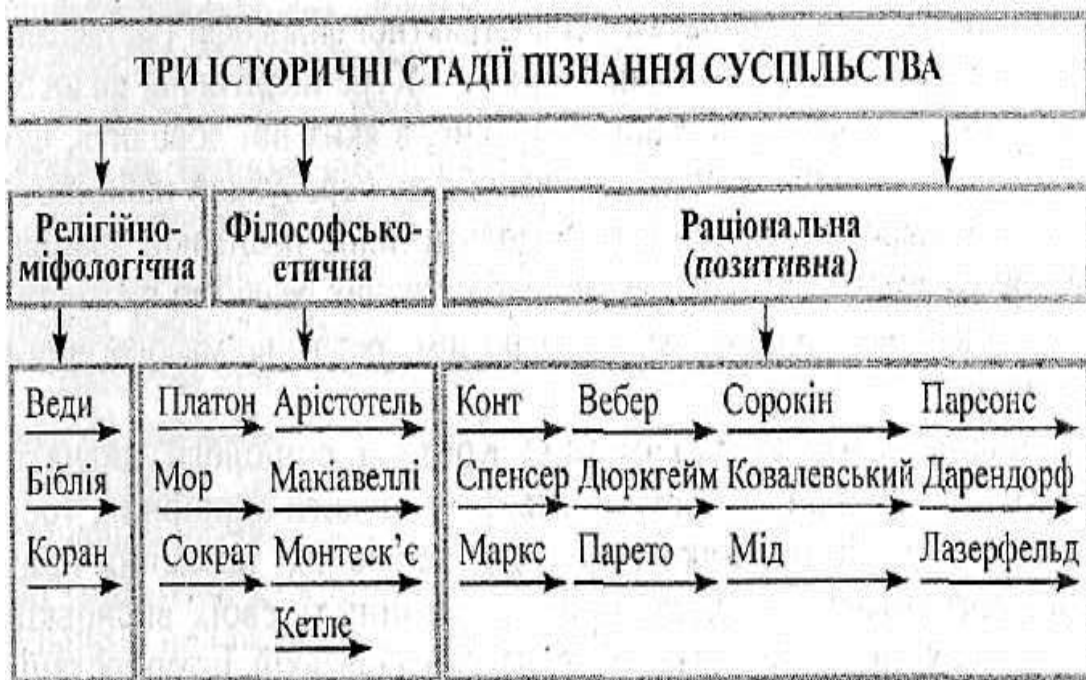 ТРИ ІСТОРИЧНІ СТАДІЇ ПІЗНАННЯ СУСПІЛЬСТВА
Релігійно-
міфологічна
Філософсько-
етична
Раціональна
(позитивна)
Веди
Біблія
Коран
Платон Арістотель
Мор Макіавеллі
Сократ Монтеск’є
Кетле
Конт Вебер Сорокін Парсонс
Спенсер Дюркгейм Ковалевський Дарендорф
Маркс Парето Мід Лазерфельд